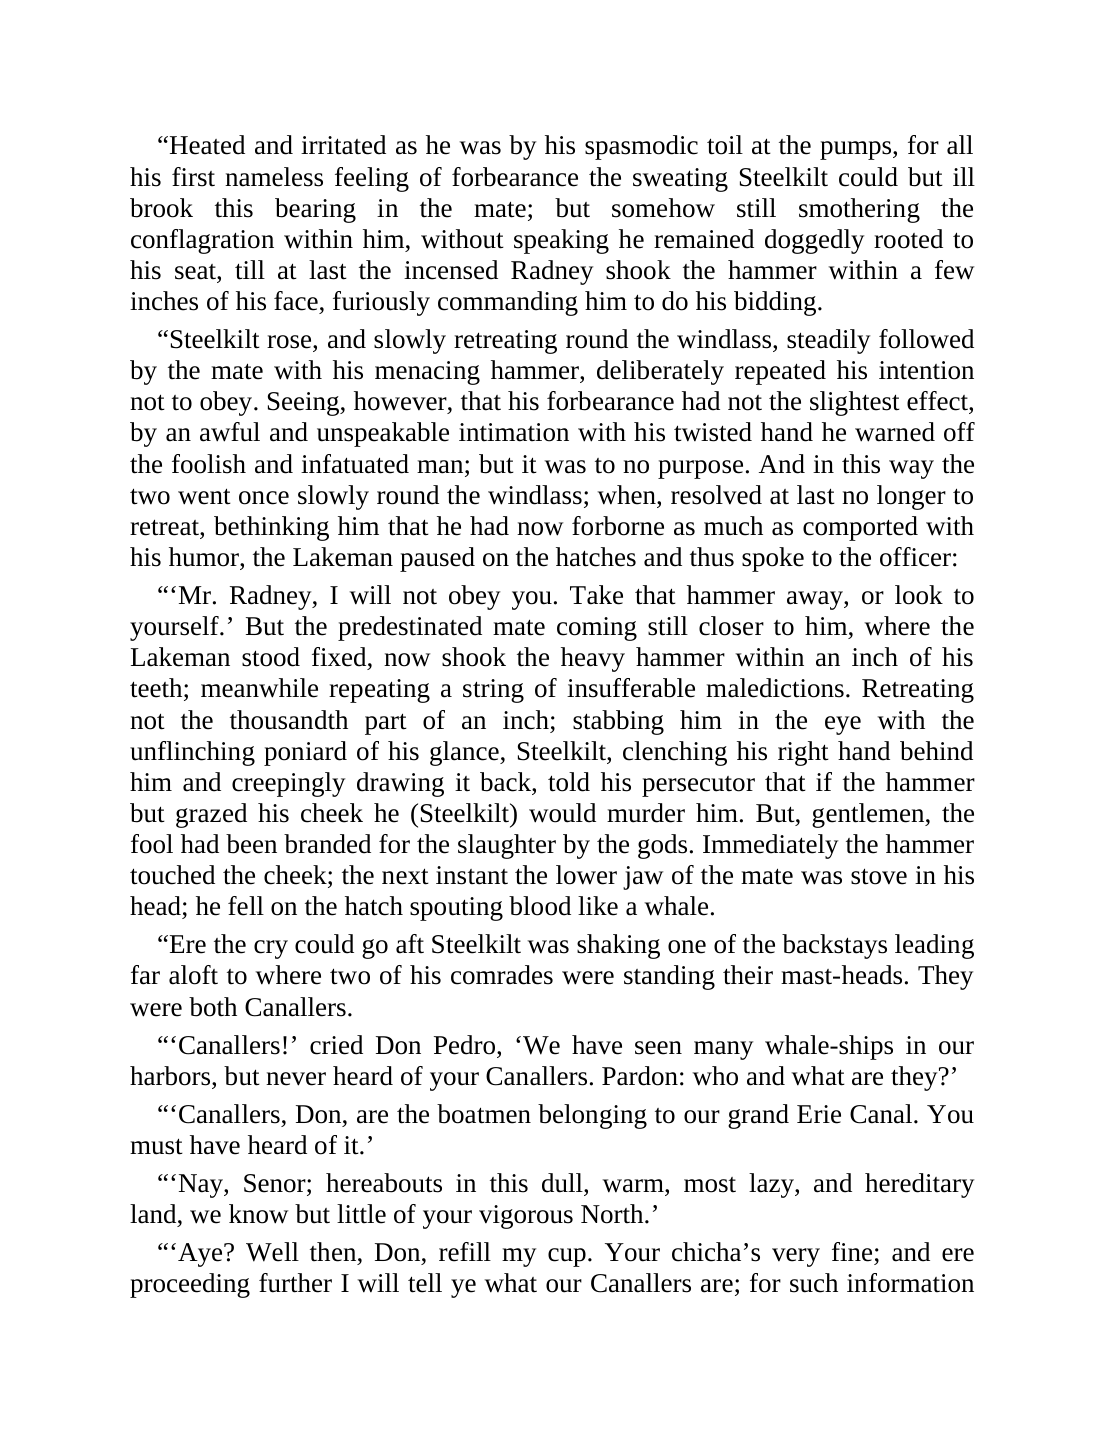 “Heated and irritated as he was by his spasmodic toil at the pumps, for all
his first nameless feeling of forbearance the sweating Steelkilt could but ill
brook this bearing in the mate; but somehow still smothering the
conflagration within him, without speaking he remained doggedly rooted to
his seat, till at last the incensed Radney shook the hammer within a few
inches of his face, furiously commanding him to do his bidding.
“Steelkilt rose, and slowly retreating round the windlass, steadily followed
by the mate with his menacing hammer, deliberately repeated his intention
not to obey. Seeing, however, that his forbearance had not the slightest effect,
by an awful and unspeakable intimation with his twisted hand he warned off
the foolish and infatuated man; but it was to no purpose. And in this way the
two went once slowly round the windlass; when, resolved at last no longer to
retreat, bethinking him that he had now forborne as much as comported with
his humor, the Lakeman paused on the hatches and thus spoke to the officer:
“‘Mr. Radney, I will not obey you. Take that hammer away, or look to
yourself.’ But the predestinated mate coming still closer to him, where the
Lakeman stood fixed, now shook the heavy hammer within an inch of his
teeth; meanwhile repeating a string of insufferable maledictions. Retreating
not the thousandth part of an inch; stabbing him in the eye with the
unflinching poniard of his glance, Steelkilt, clenching his right hand behind
him and creepingly drawing it back, told his persecutor that if the hammer
but grazed his cheek he (Steelkilt) would murder him. But, gentlemen, the
fool had been branded for the slaughter by the gods. Immediately the hammer
touched the cheek; the next instant the lower jaw of the mate was stove in his
head; he fell on the hatch spouting blood like a whale.
“Ere the cry could go aft Steelkilt was shaking one of the backstays leading
far aloft to where two of his comrades were standing their mast-heads. They
were both Canallers.
“‘Canallers!’ cried Don Pedro, ‘We have seen many whale-ships in our
harbors, but never heard of your Canallers. Pardon: who and what are they?’
“‘Canallers, Don, are the boatmen belonging to our grand Erie Canal. You
must have heard of it.’
“‘Nay, Senor; hereabouts in this dull, warm, most lazy, and hereditary
land, we know but little of your vigorous North.’
“‘Aye? Well then, Don, refill my cup. Your chicha’s very fine; and ere
proceeding further I will tell ye what our Canallers are; for such information